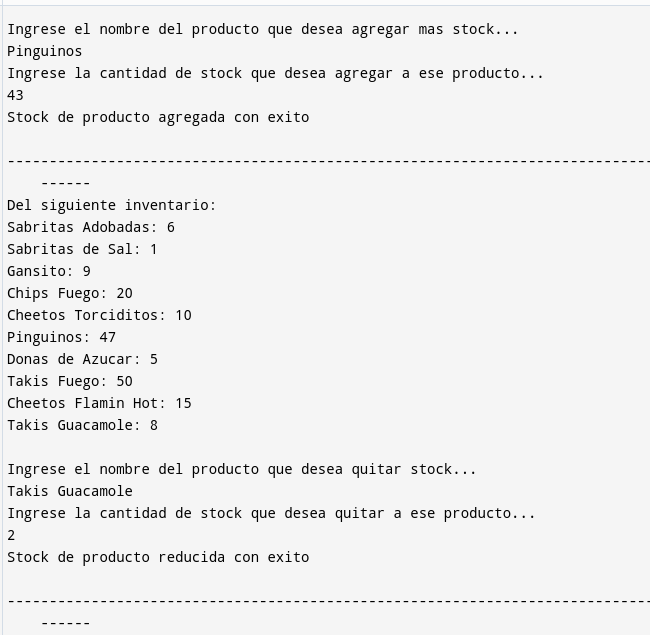 Ingrese el nombre del producto que desea agregar mas stock...
Pinguinos
Ingrese la cantidad de stock que desea agregar a ese producto...
43
Stock de producto agregada con exito
-----------------------------------------------------------------------------
------
Del siguiente inventario:
Sabritas Adobadas: 6
Sabritas de Sal: 1
Gansito: 9
Chips Fuego: 20
Cheetos Torciditos: 10
Pinguinos: 47
Donas de Azucar: 5
Takis Fuego: 50
Cheetos Flamin Hot: 15
Takis Guacamole: 8
Ingrese el nombre del producto que desea quitar stock...
Takis Guacamole
Ingrese la cantidad de stock que desea quitar a ese producto...
2
Stock de producto reducida con exito
-----------------------------------------------------------------------------
------